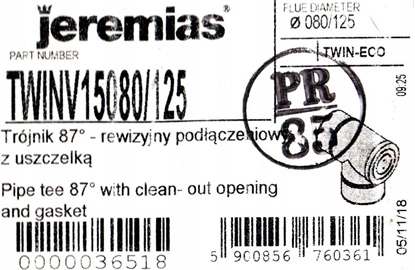 jeremias®
FLUE DIAMETER
ø 080/125
PART NUMBER
TWIN-ECO
TWINV15080/125
09:25
PR
85
Trójnik 87° - rewizyjny podłączeniowy
z uszczelką
Pipe tee 87° with clean- out opening
and gasket
05/11/18
0000036518
5 900856 760361